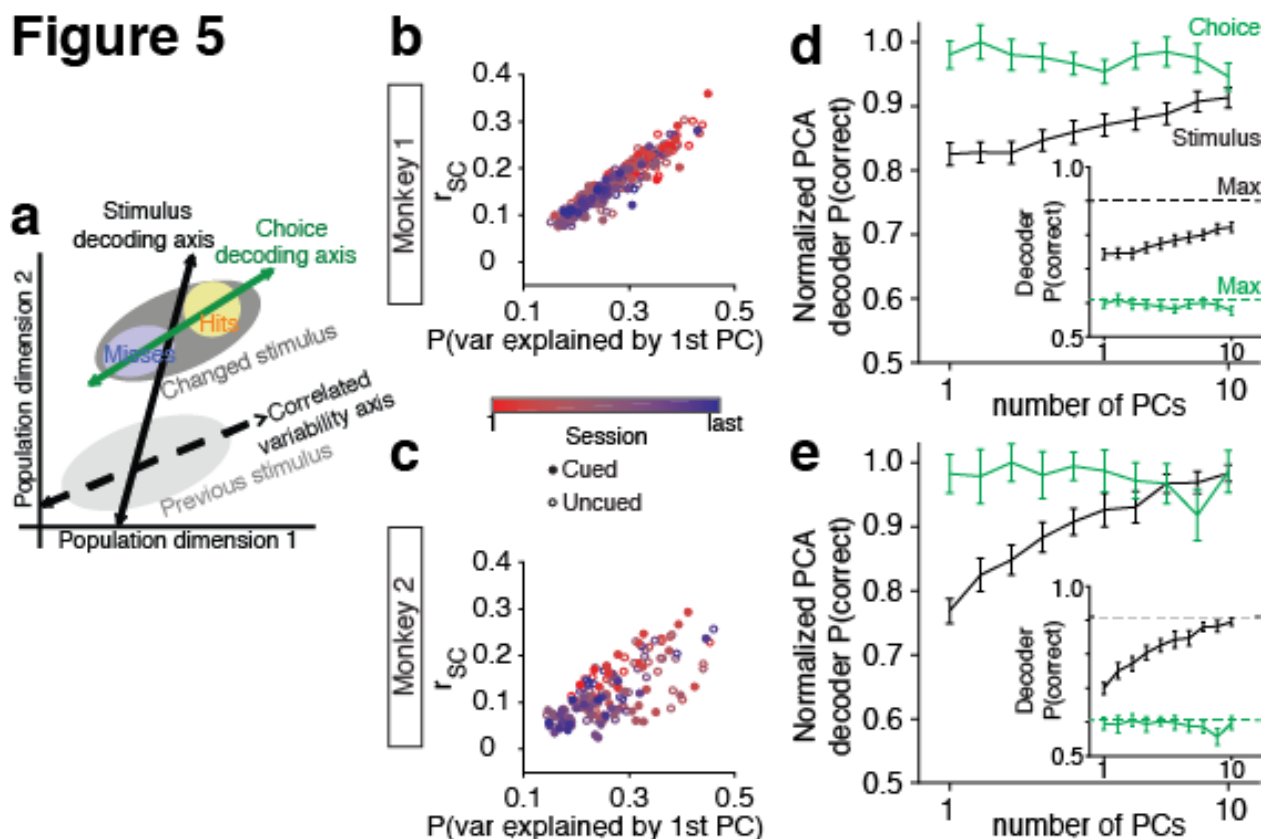 Figure 5
a
Stimulus
decoding axis
Choice
decoding axis
Hits
Misses
Changed stimulus
Correlated
variability axis
Previous stimulus
Population dimension 2
Population dimension 1
b
Monkey 1
rSC
0.4
0.3
0.2
0.1
0
0.1
0.3
0.5
P(var explained by 1st PC)
1
last
Session
Cued
Uncued
c
Monkey 2
rSC
0.4
0.3
0.2
0.1
0
0.1
0.3
0.5
P(var explained by 1st PC)
d
Choice
Stimulus
Normalized PCA
decoder P(correct)
1.0
0.9
0.8
0.7
0.6
0.5
1
10
number of PCs
Decoder
P(correct)
1.0
0.5
Max
Max
1
10
e
Normalized PCA
decoder P(correct)
1.0
0.9
0.8
0.7
0.6
0.5
1
10
number of PCs
Decoder
P(correct)
1.0
0.5
1
10